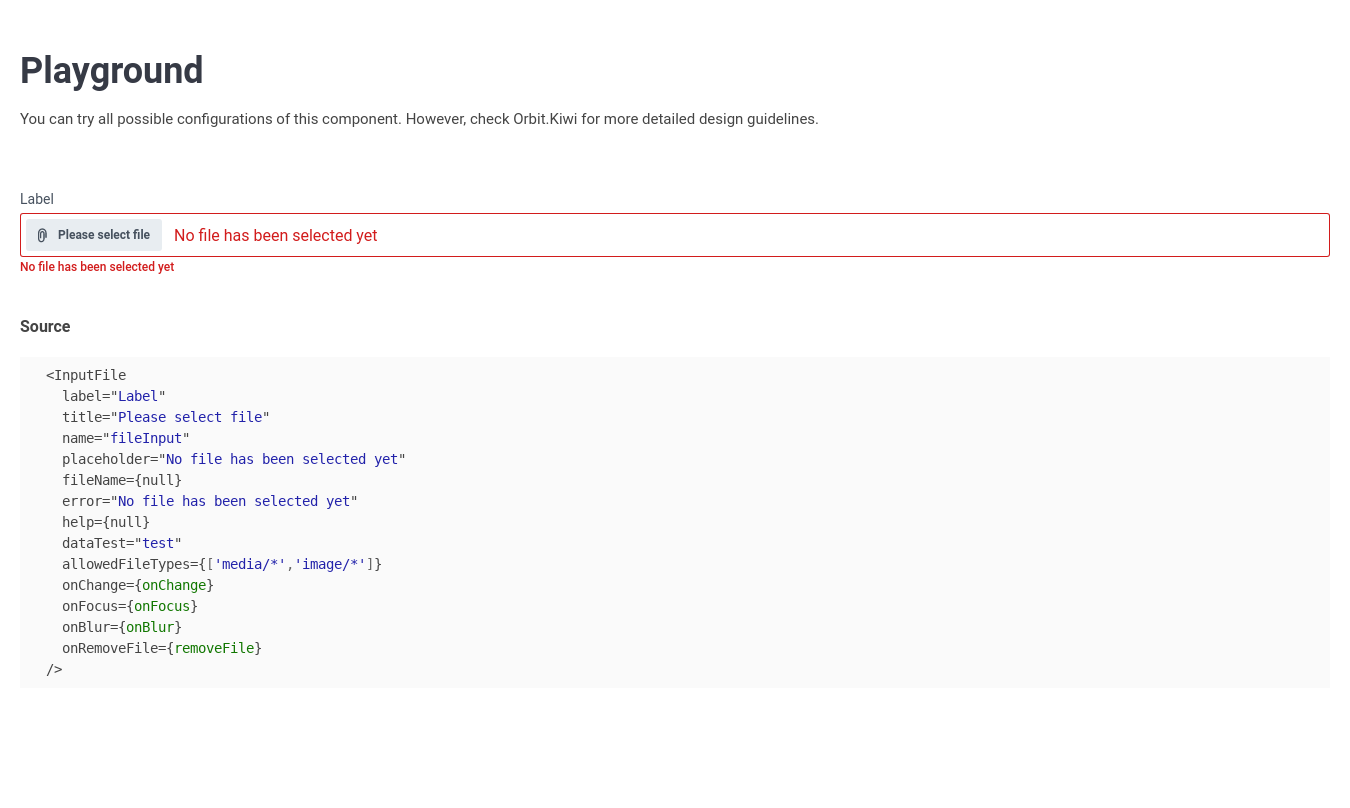 Playground
You can try all possible configurations of this component. However, check Orbit.Kiwi for more detailed design guidelines.
Label
Please select file No file has been selected yet
No file has been selected yet
Source
<InputFile
label="Label"
title="Please select file"
name="fileInput"
placeholder="No file has been selected yet"
fileName={null}
error="No file has been selected yet"
help={null}
dataTest="test"
allowedFileTypes={['media/*','image/*']}
onChange={onChange}
onFocus={onFocus}
onBlur={onBlur}
onRemoveFile={removeFile}
/>